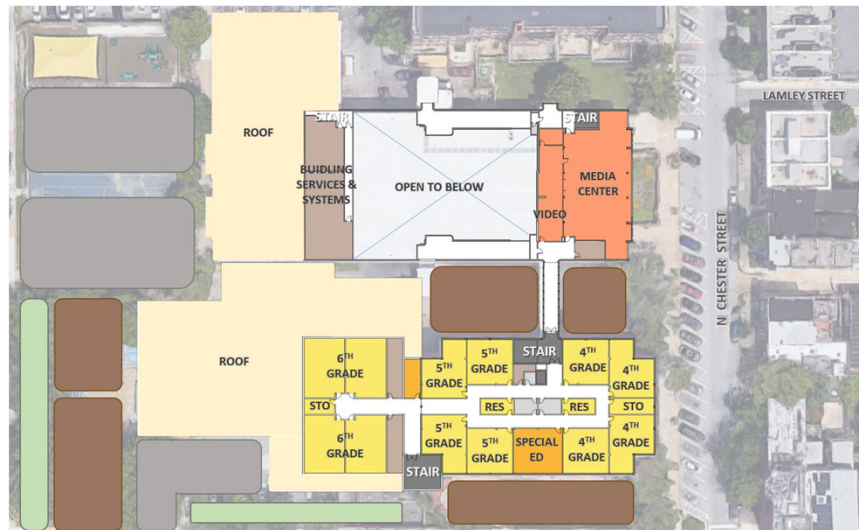 LAMLEY STREET
STAIR
STAIR
ROOF
BUIDLING
SERVICES &
SYSTEMS
OPEN TO BELOW
MEDIA
CENTER
VIDEO
N CHESTER STREET
ROOF
6TH
GRADE
5TH
GRADE
5TH
GRADE
STAIR
4TH
GRADE
4TH
GRADE
STO
RES
RES
STO
6TH
GRADE
5TH
GRADE
5TH
GRADE
SPECIAL
ED
4TH
GRADE
4TH
GRADE
STAIR